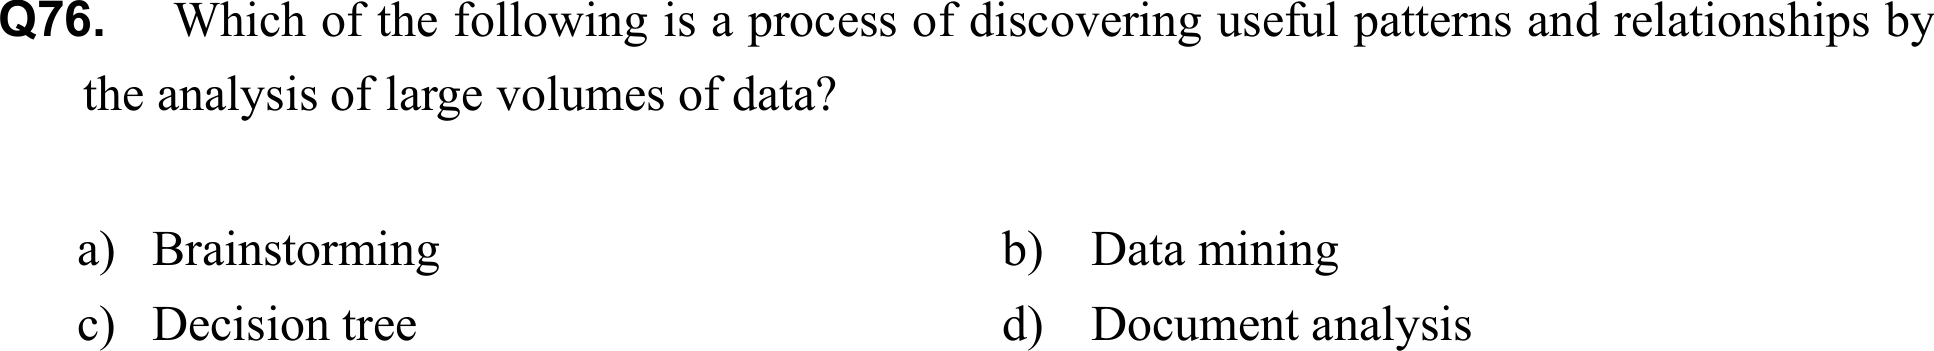 Q76. Which of the following is a process of discovering useful patterns and relationships by
the analysis of large volumes of data?
a) Brainstorming b) Data mining
c) Decision tree d) Document analysis